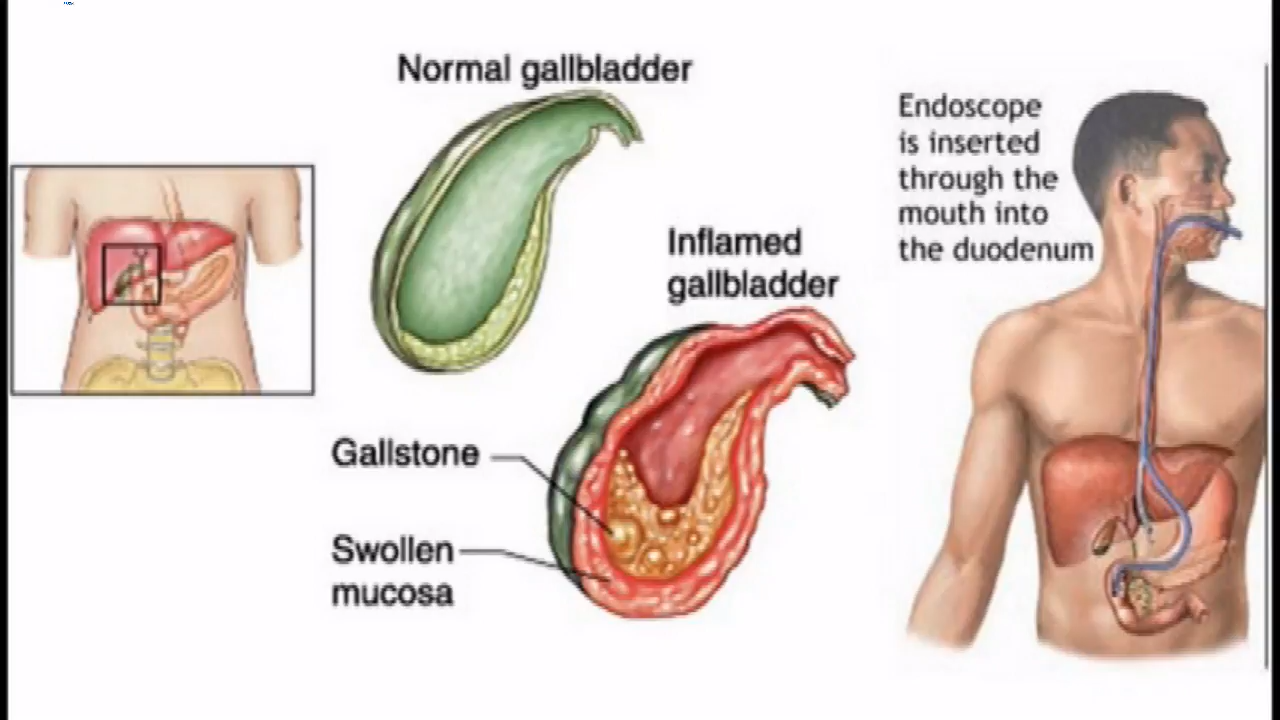 Normal gallbladder
Inflamed
gallbladder
Gallstone
Swollen
mucosa
Endoscope
is inserted
through the
mouth into
the duodenum